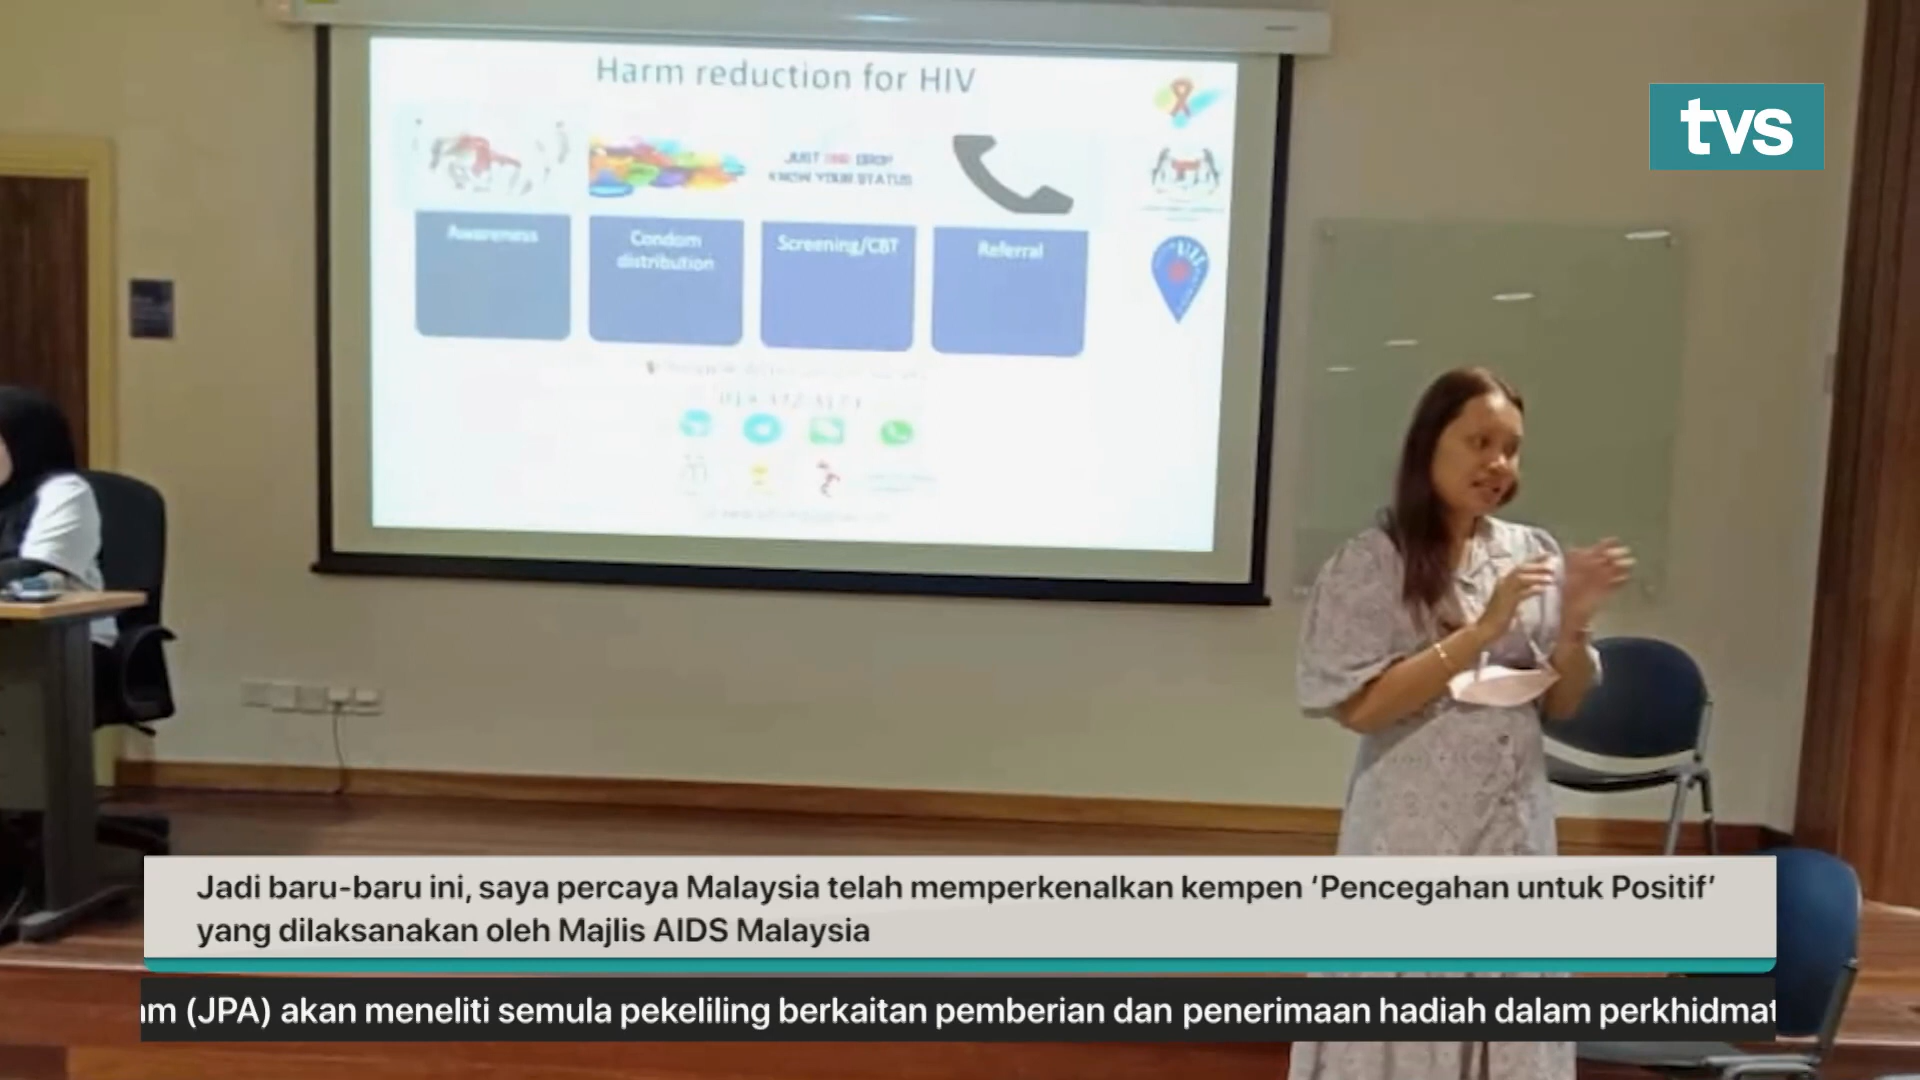 Harm reduction for HIV
tvs
JUST ONE DROP
KNOW YOUR STATUS
Awareness
Condom
distribution
Screening/CBT
Referral
Jadi baru-baru ini, saya percaya Malaysia telah memperkenalkan kempen ‘Pencegahan untuk Positif’
yang dilaksanakan oleh Majlis AIDS Malaysia
am (JPA) akan meneliti semula pekeliling berkaitan pemberian dan penerimaan hadiah dalam perkhidmat